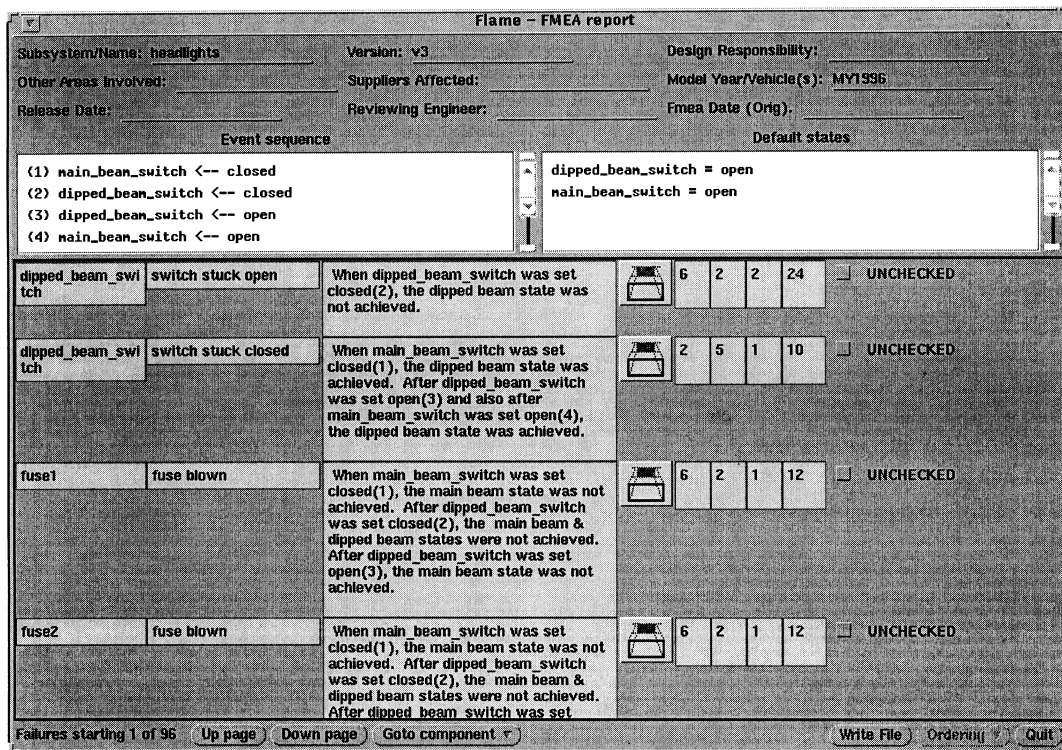 Flame – FMEA report
Subsystem/Name: headlights Version: v3 Design Responsibility:
Other Areas Involved: Suppliers Affected: Model Year/Vehicle(s): MY1996
Release Date: Reviewing Engineer: Fmea Date (Orig).
Event sequence Default states
(1) main_beam_switch <-- closed
(2) dipped_beam_switch <-- closed
(3) dipped_beam_switch <-- open
(4) main_beam_switch <-- open
dipped_beam_switch = open
main_beam_switch = open
dipped_beam_swi
tch
switch stuck open
When dipped_beam_switch was set
closed(2), the dipped beam state was
not achieved.
6 2 2 24
UNCHECKED
dipped_beam_swi
tch
switch stuck closed
When main_beam_switch was set
closed(1), the dipped beam state was
achieved. After dipped_beam_switch
was set open(3) and also after
main_beam_switch was set open(4),
the dipped beam state was achieved.
2 5 1 10
UNCHECKED
fuse1
fuse blown
When main_beam_switch was set
closed(1), the main beam state was not
achieved. After dipped_beam_switch
was set closed(2), the main beam &
dipped beam states were not achieved.
After dipped_beam_switch was set
open(3), the main beam state was not
achieved.
6 2 1 12
UNCHECKED
fuse2
fuse blown
When main_beam_switch was set
closed(1), the main beam state was not
achieved. After dipped_beam_switch
was set closed(2), the main beam &
dipped beam states were not achieved.
After dipped_beam_switch was set
6 2 1 12
UNCHECKED
Failures starting 1 of 96 Up page Down page Goto component Write File Ordering Quit